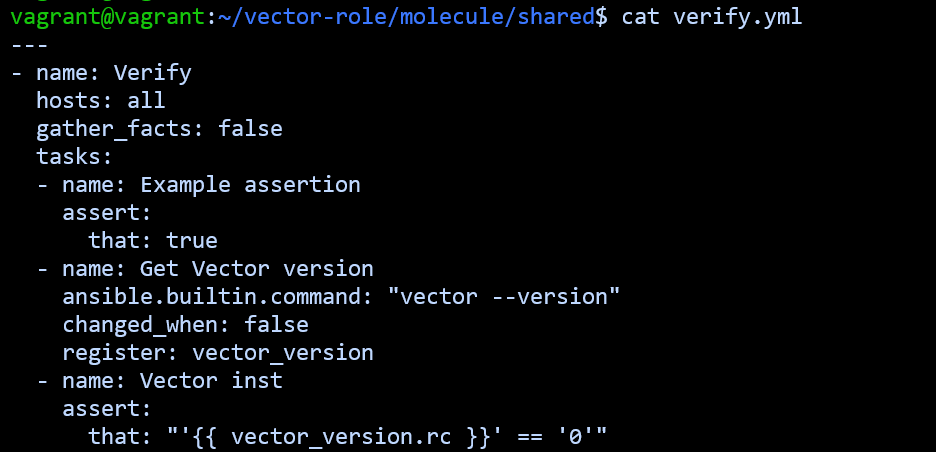 vagrant@vagrant:~/vector-role/molecule/shared$ cat verify.yml
---
- name: Verify
  hosts: all
  gather_facts: false
  tasks:
  - name: Example assertion
    assert:
      that: true
  - name: Get Vector version
    ansible.builtin.command: "vector --version"
    changed_when: false
    register: vector_version
  - name: Vector inst
    assert:
      that: "'{{ vector_version.rc }}' == '0'"